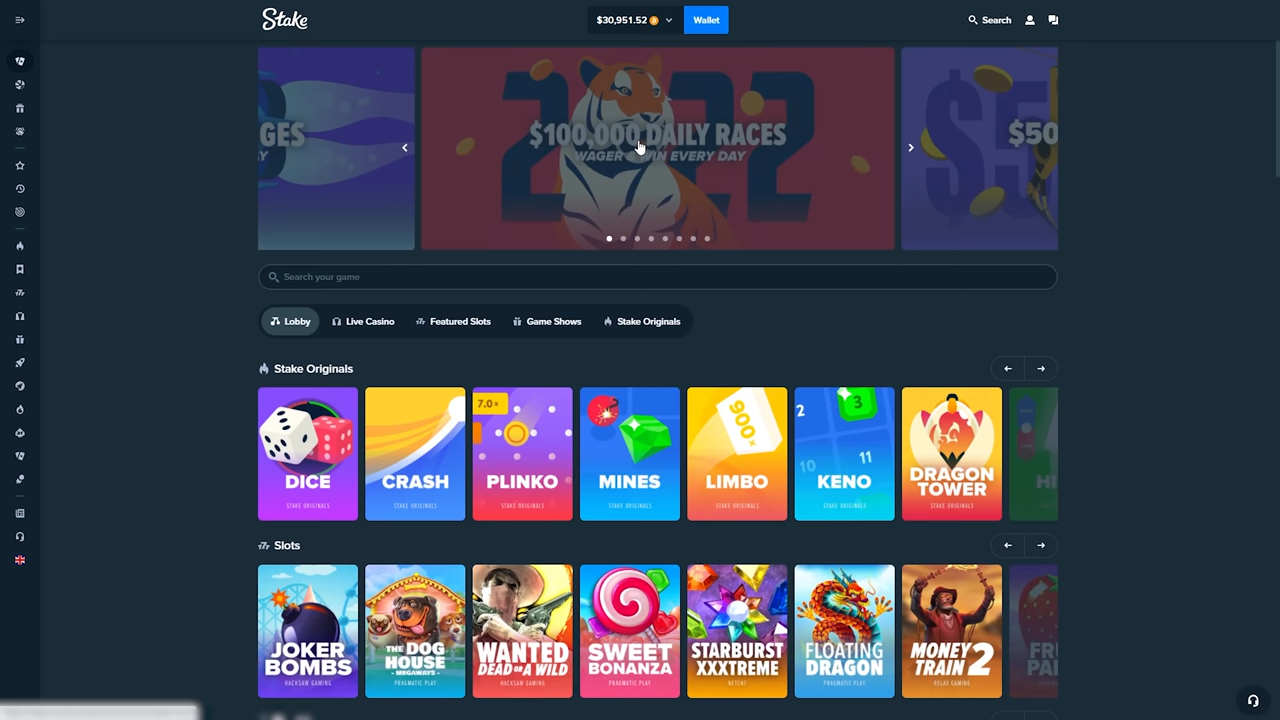 Stake
$30,951.52
Wallet
Search
GES
Y
2022
$100,000 DAILY RACES
WAGER & WIN EVERY DAY
$50
Search your game
Lobby
Live Casino
Featured Slots
Game Shows
Stake Originals
Stake Originals
DICE
STAKE ORIGINALS
CRASH
STAKE ORIGINALS
7.0×
PLINKO
STAKE ORIGINALS
MINES
STAKE ORIGINALS
900×
LIMBO
STAKE ORIGINALS
2
3
10
11
KENO
STAKE ORIGINALS
DRAGON
TOWER
STAKE ORIGINALS
HI
Slots
JOKER
BOMBS
HACKSAW GAMING
THE DOG
HOUSE
MEGAWAYS
PRAGMATIC PLAY
WANTED
DEAD OR A WILD
HACKSAW GAMING
SWEET
BONANZA
PRAGMATIC PLAY
STARBURST
XXXTREME
NETENT
FLOATING
DRAGON
PRAGMATIC PLAY
MONEY
TRAIN 2
RELAX GAMING
FRU
PA